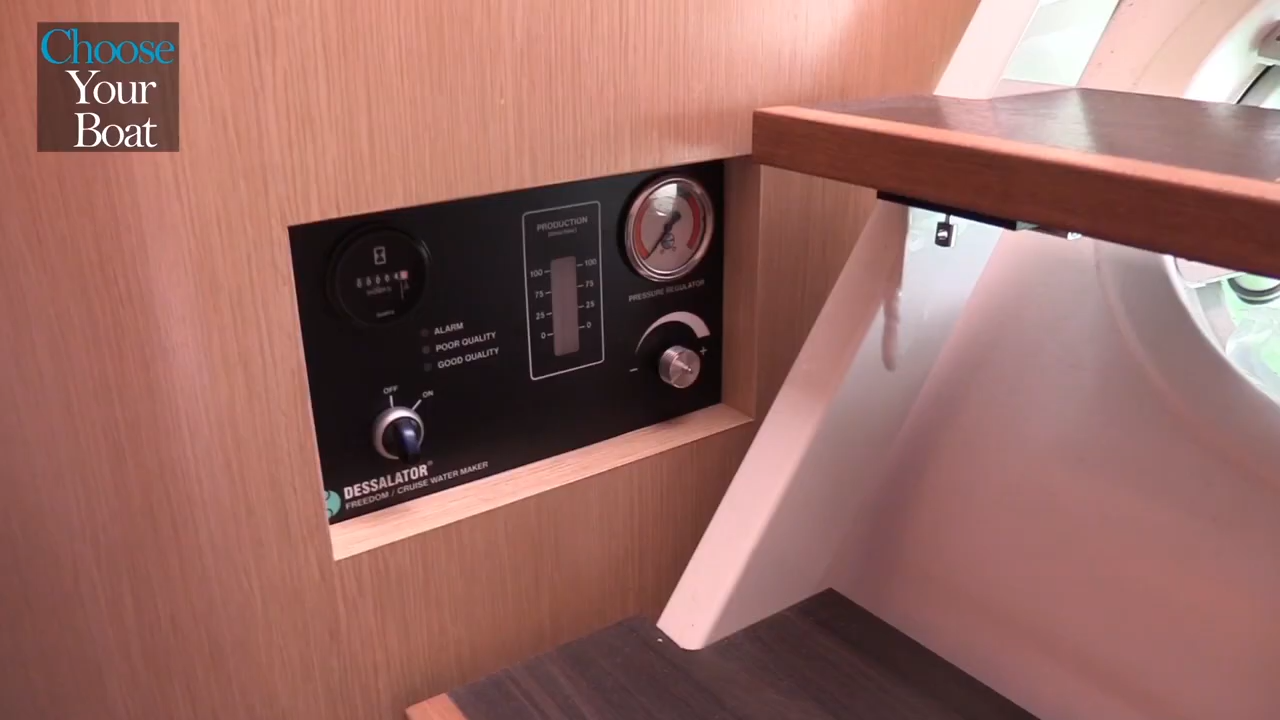 Choose
Your
Boat
PRODUCTION
100 100
75 75
25 25
0 0
PRESSURE REGULATOR
- +
ALARM
POOR QUALITY
GOOD QUALITY
OFF ON
DESSALATOR®
FREEDOM / CRUISE WATER MAKER